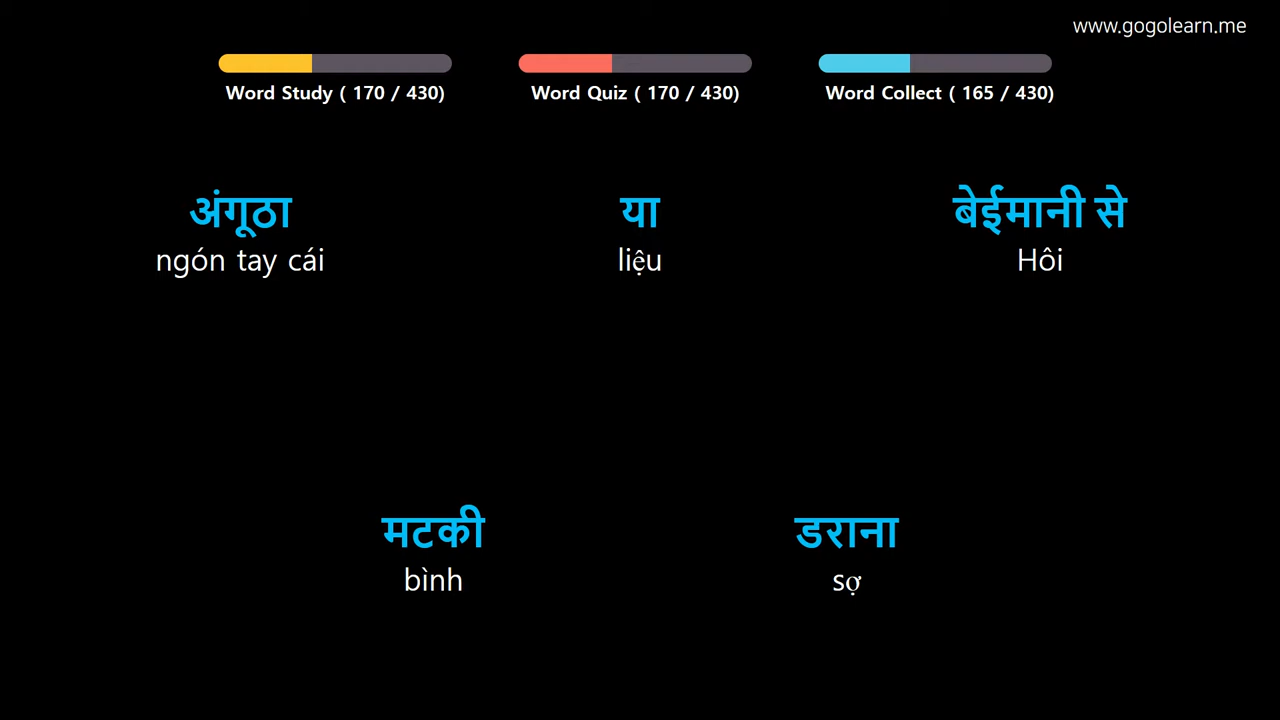 www.gogolearn.me
Word Study ( 170 / 430)
Word Quiz ( 170 / 430)
Word Collect ( 165 / 430)
अंगूठा
ngón tay cái
या
liệu
बेईमानी से
Hôi
मटकी
bình
डराना
sợ